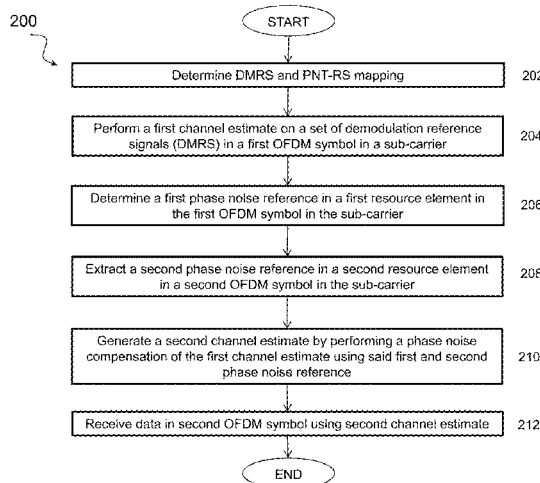 200
START
Determine DMRS and PNT-RS mapping
202
Perform a first channel estimate on a set of demodulation reference
signals (DMRS) in a first OFDM symbol in a sub-carrier
204
Determine a first phase noise reference in a first resource element in
the first OFDM symbol in the sub-carrier
206
Extract a second phase noise reference in a second resource element
in a second OFDM symbol in the sub-carrier
208
Generate a second channel estimate by performing a phase noise
compensation of the first channel estimate using said first and second
phase noise reference
210
Receive data in second OFDM symbol using second channel estimate
212
END